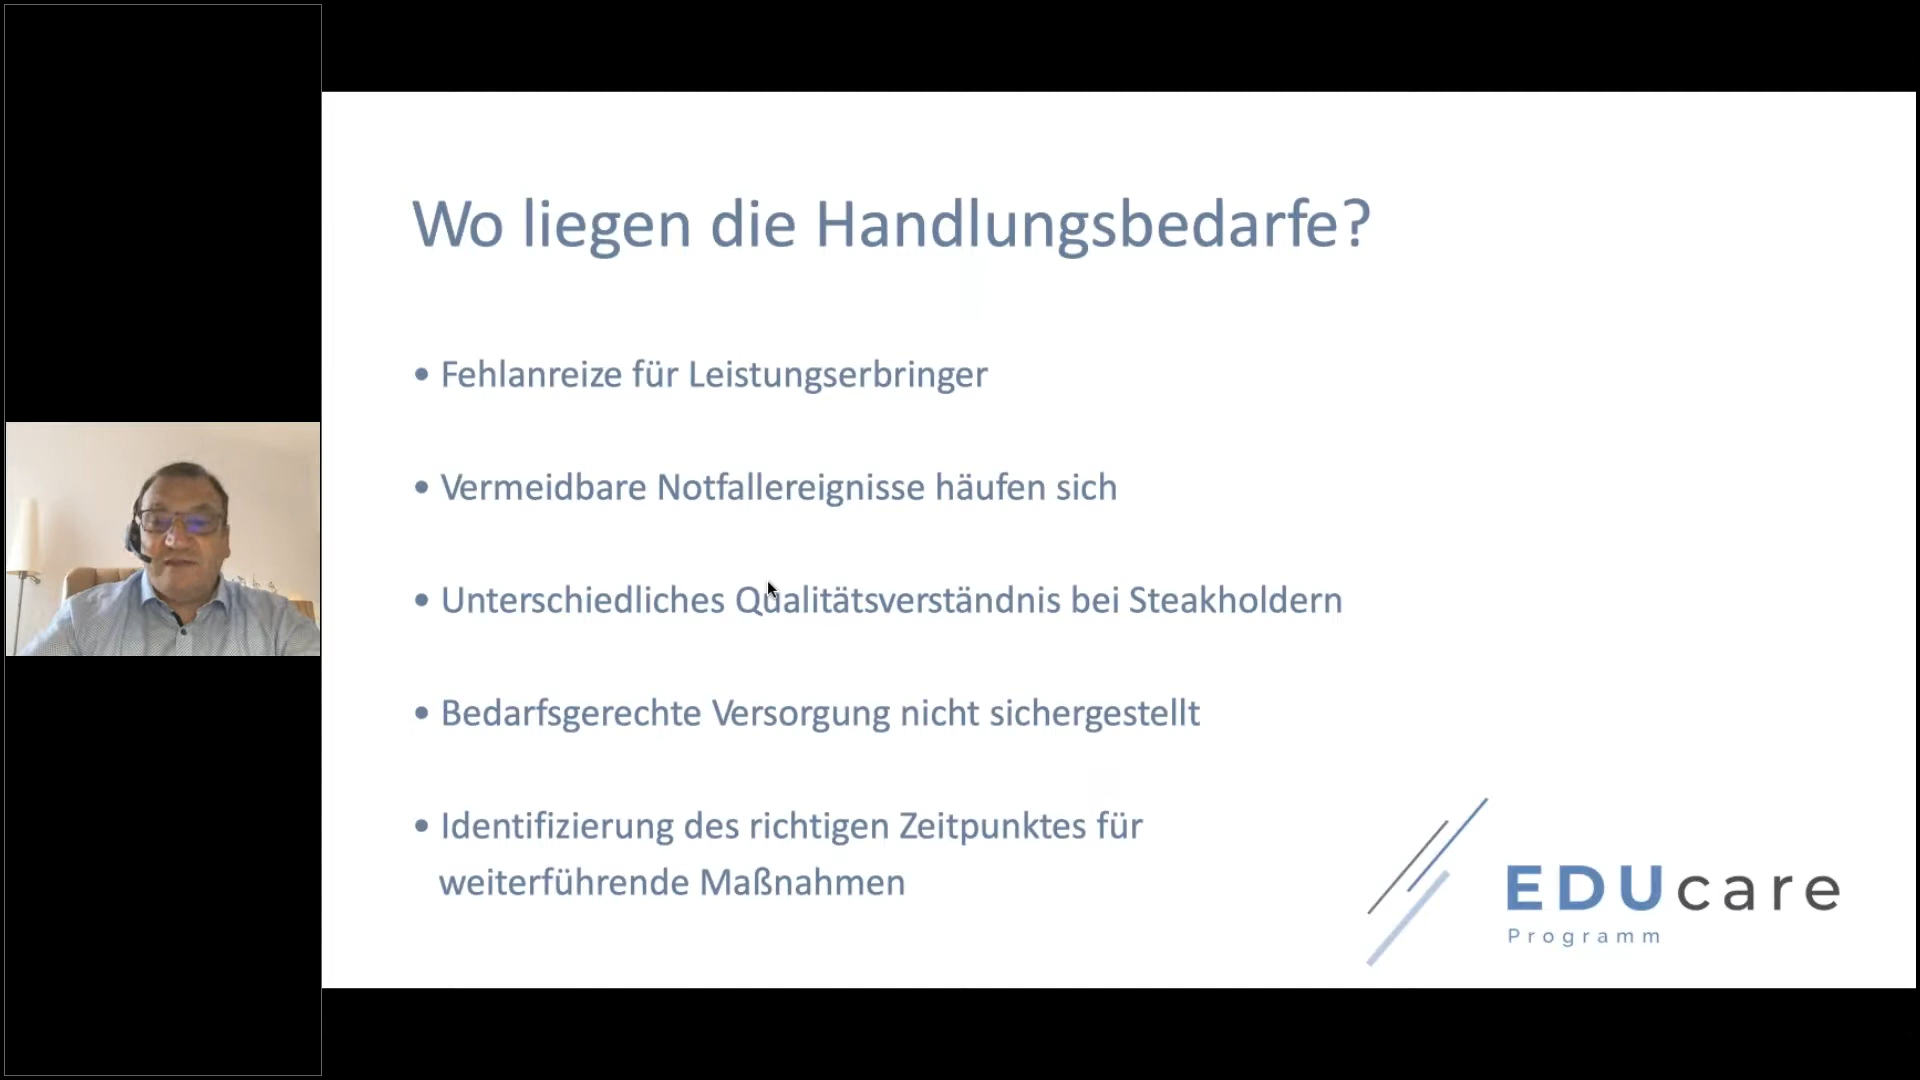 Wo liegen die Handlungsbedarfe?
• Fehlanreize für Leistungserbringer
• Vermeidbare Notfallereignisse häufen sich
• Unterschiedliches Qualitätsverständnis bei Steakholdern
• Bedarfsgerechte Versorgung nicht sichergestellt
• Identifizierung des richtigen Zeitpunktes für
weiterführende Maßnahmen
EDUcare
Programm